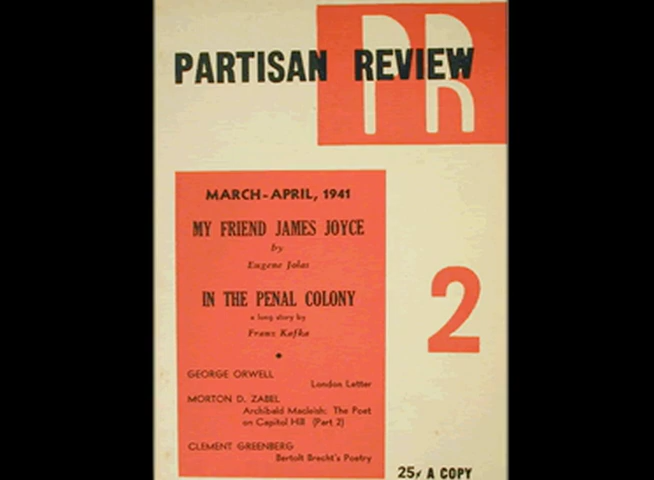 PR
PARTISAN REVIEW
MARCH-APRIL, 1941
MY FRIEND JAMES JOYCE
by
Eugene Jolas
IN THE PENAL COLONY
a long story by
Franz Kafka
GEORGE ORWELL
London Letter
MORTON D. ZABEL
Archibald Macleish: The Poet
on Capitol Hill (Part 2)
CLEMENT GREENBERG
Bertolt Brecht's Poetry
2
25¢ A COPY